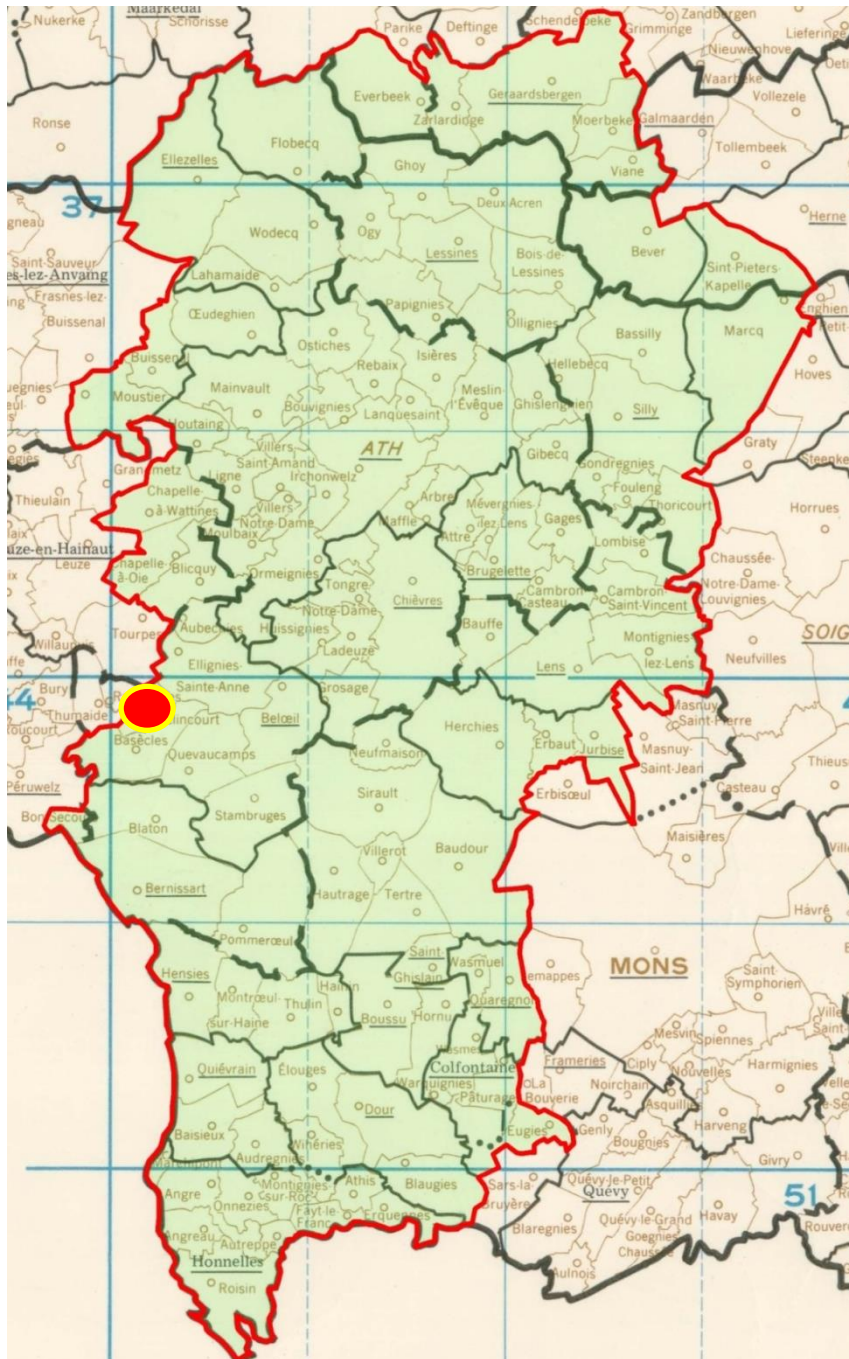 Maarkedal
Nukerke
Schorisse
Parike
Deftinge
Grimminge
Zandbergen
Nieuwenhove
Lieferinge
Waarbeke
Ronse
Everbeek
Zarlardinge
Geraardsbergen
Moerbeke
Galmaarden
Vollezele
Tollembeek
Ellezelles
Flobecq
Ghoy
Viane
37
Deux Acren
Herne
Wodecq
Ogy
Lessines
Bois-de-
Lessines
Bever
Sint-Pieters-
Kapelle
Saint-Sauveur
es-lez-Anvaing
Lahamaide
Frasnes-lez-
Buissenal
Œudeghien
Papignies
Ollignies
Bassilly
Marcq
Ostiches
Isières
Rebaix
Hellebecq
Hoves
Moustier
Mainvault
Bouvignies
Lanquesaint
Meslin-
l'Évêque
Ghislenghien
Silly
Houtaing
ATH
Gibecq
Graty
Villers
Saint-Amand
Ligne
Irchonwelz
Gondregnies
Fouleng
Thieulain
Chapelle-
à-Wattines
Villers
Notre-Dame
Arbre
Maffle
Mévergnies-
lez-Lens
Gages
Thoricourt
Horrues
Moulbaix
Attre
Lombise
uze-en-Hainaut
Leuze
Chapelle-
à-Oie
Blicquy
Ormeignies
Brugelette
Chaussée-
Notre-Dame-
Louvignies
Tongre-
Notre-Dame
Chièvres
Cambron-
Casteau
Cambron-
Saint-Vincent
Tourpes
Aubechies
Huissignies
Ladeuze
Bauffe
Montignies-
lez-Lens
SOIG
Neufvilles
Ellignies-
Sainte-Anne
Lens
Bury
Thumaide
Grosage
Masnuy-
Saint-Pierre
Belœil
Herchies
Basècles
Quevaucamps
Neufmaison
Erbaut
Jurbise
Masnuy-
Saint-Jean
Casteau
Péruwelz
Erbisœul
Sirault
Stambruges
Blaton
Maisières
Villerot
Baudour
Bernissart
Hautrage
Tertre
Havré
Pommerœul
MONS
Hensies
Saint-
Ghislain
Wasmuel
Saint-
Symphorien
Montrœul-
sur-Haine
Thulin
Hainin
Boussu
Hornu
Quaregnon
Mesvin
Spiennes
Wasmes
Colfontaine
Frameries
Ciply
Nouvelles
Harmignies
Quiévrain
Élouges
Warquignies
Pâturages
La
Bouverie
Noirchain
Asquillies
Dour
Harveng
Baisieux
Wihéries
Eugies
Genly
Bougnies
Audregnies
Givry
Angre
Montignies-
sur-Roc
Athis
Blaugies
Sars-la-
Bruyère
Quévy-le-Petit
Quévy
51
Onnezies
Fayt-le-
Franc
Erquennes
Blaregnies
Quévy-le-Grand
Havay
Angreau
Autreppe
Goegnies-
Chaussée
Honnelles
Aulnois
Roisin